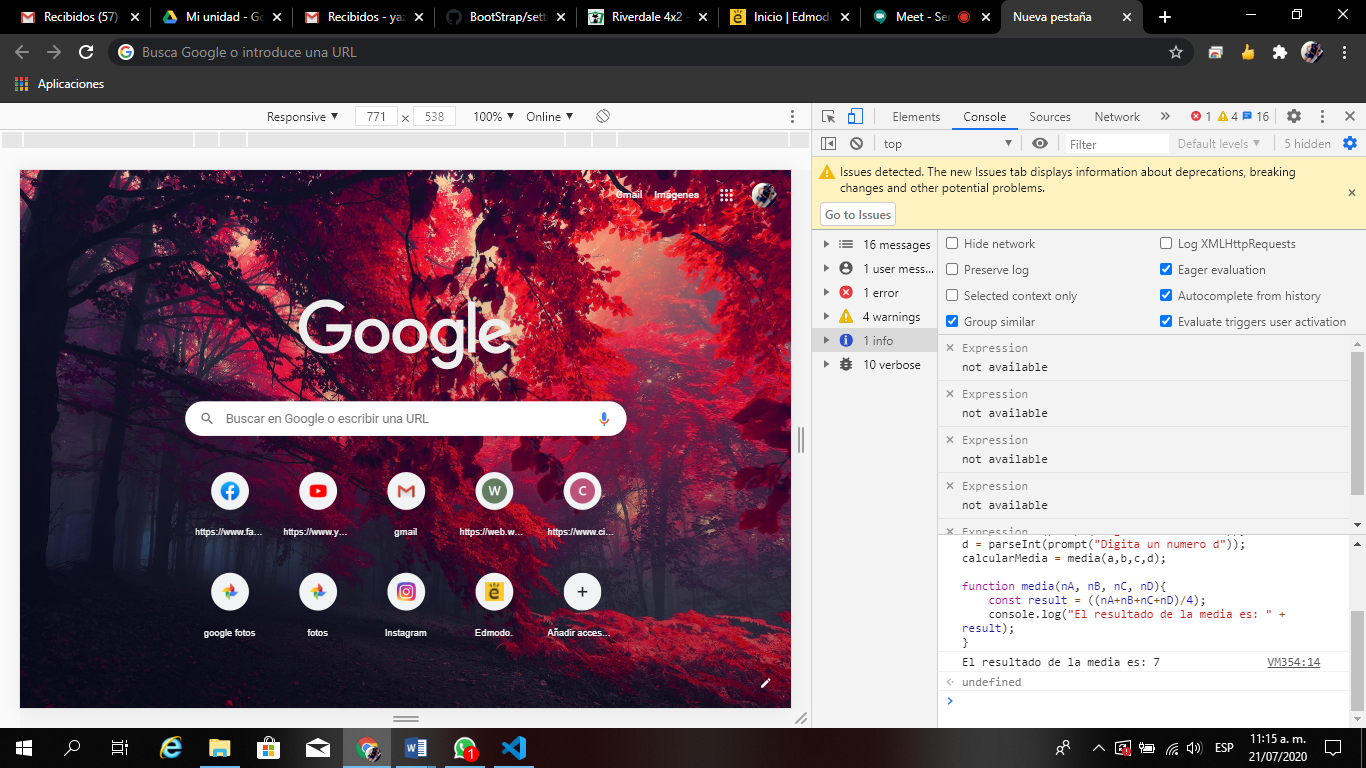 Recibidos (57)
Mi unidad - Go
Recibidos - yaz
BootStrap/sett
Riverdale 4x2 -
Inicio | Edmodo
Meet - Se
Nueva pestaña
Busca Google o introduce una URL
Aplicaciones
Responsive ▼ 771 × 538 100% ▼ Online ▼
Elements Console Sources Network » 1 4 16
top ▼ Filter Default levels ▼ 5 hidden
Issues detected. The new Issues tab displays information about deprecations, breaking
changes and other potential problems.
Go to Issues
16 messages
1 user mess...
1 error
4 warnings
1 info
10 verbose
Hide network Log XMLHttpRequests
Preserve log Eager evaluation
Selected context only Autocomplete from history
Group similar Evaluate triggers user activation
Expression
not available
Expression
not available
Expression
not available
Expression
not available
Expression
d = parseInt(prompt("Digita un numero d"));
calcularMedia = media(a,b,c,d);
function media(nA, nB, nC, nD){
const result = ((nA+nB+nC+nD)/4);
console.log("El resultado de la media es: " +
result);
}
El resultado de la media es: 7 VM354:14
undefined
Gmail Imágenes
Google
Buscar en Google o escribir una URL
W C
https://www.fa... https://www.y... gmail https://web.w... https://www.ci...
google fotos fotos Instagram Edmodo. Añadir acces...
ESP
11:15 a. m.
21/07/2020